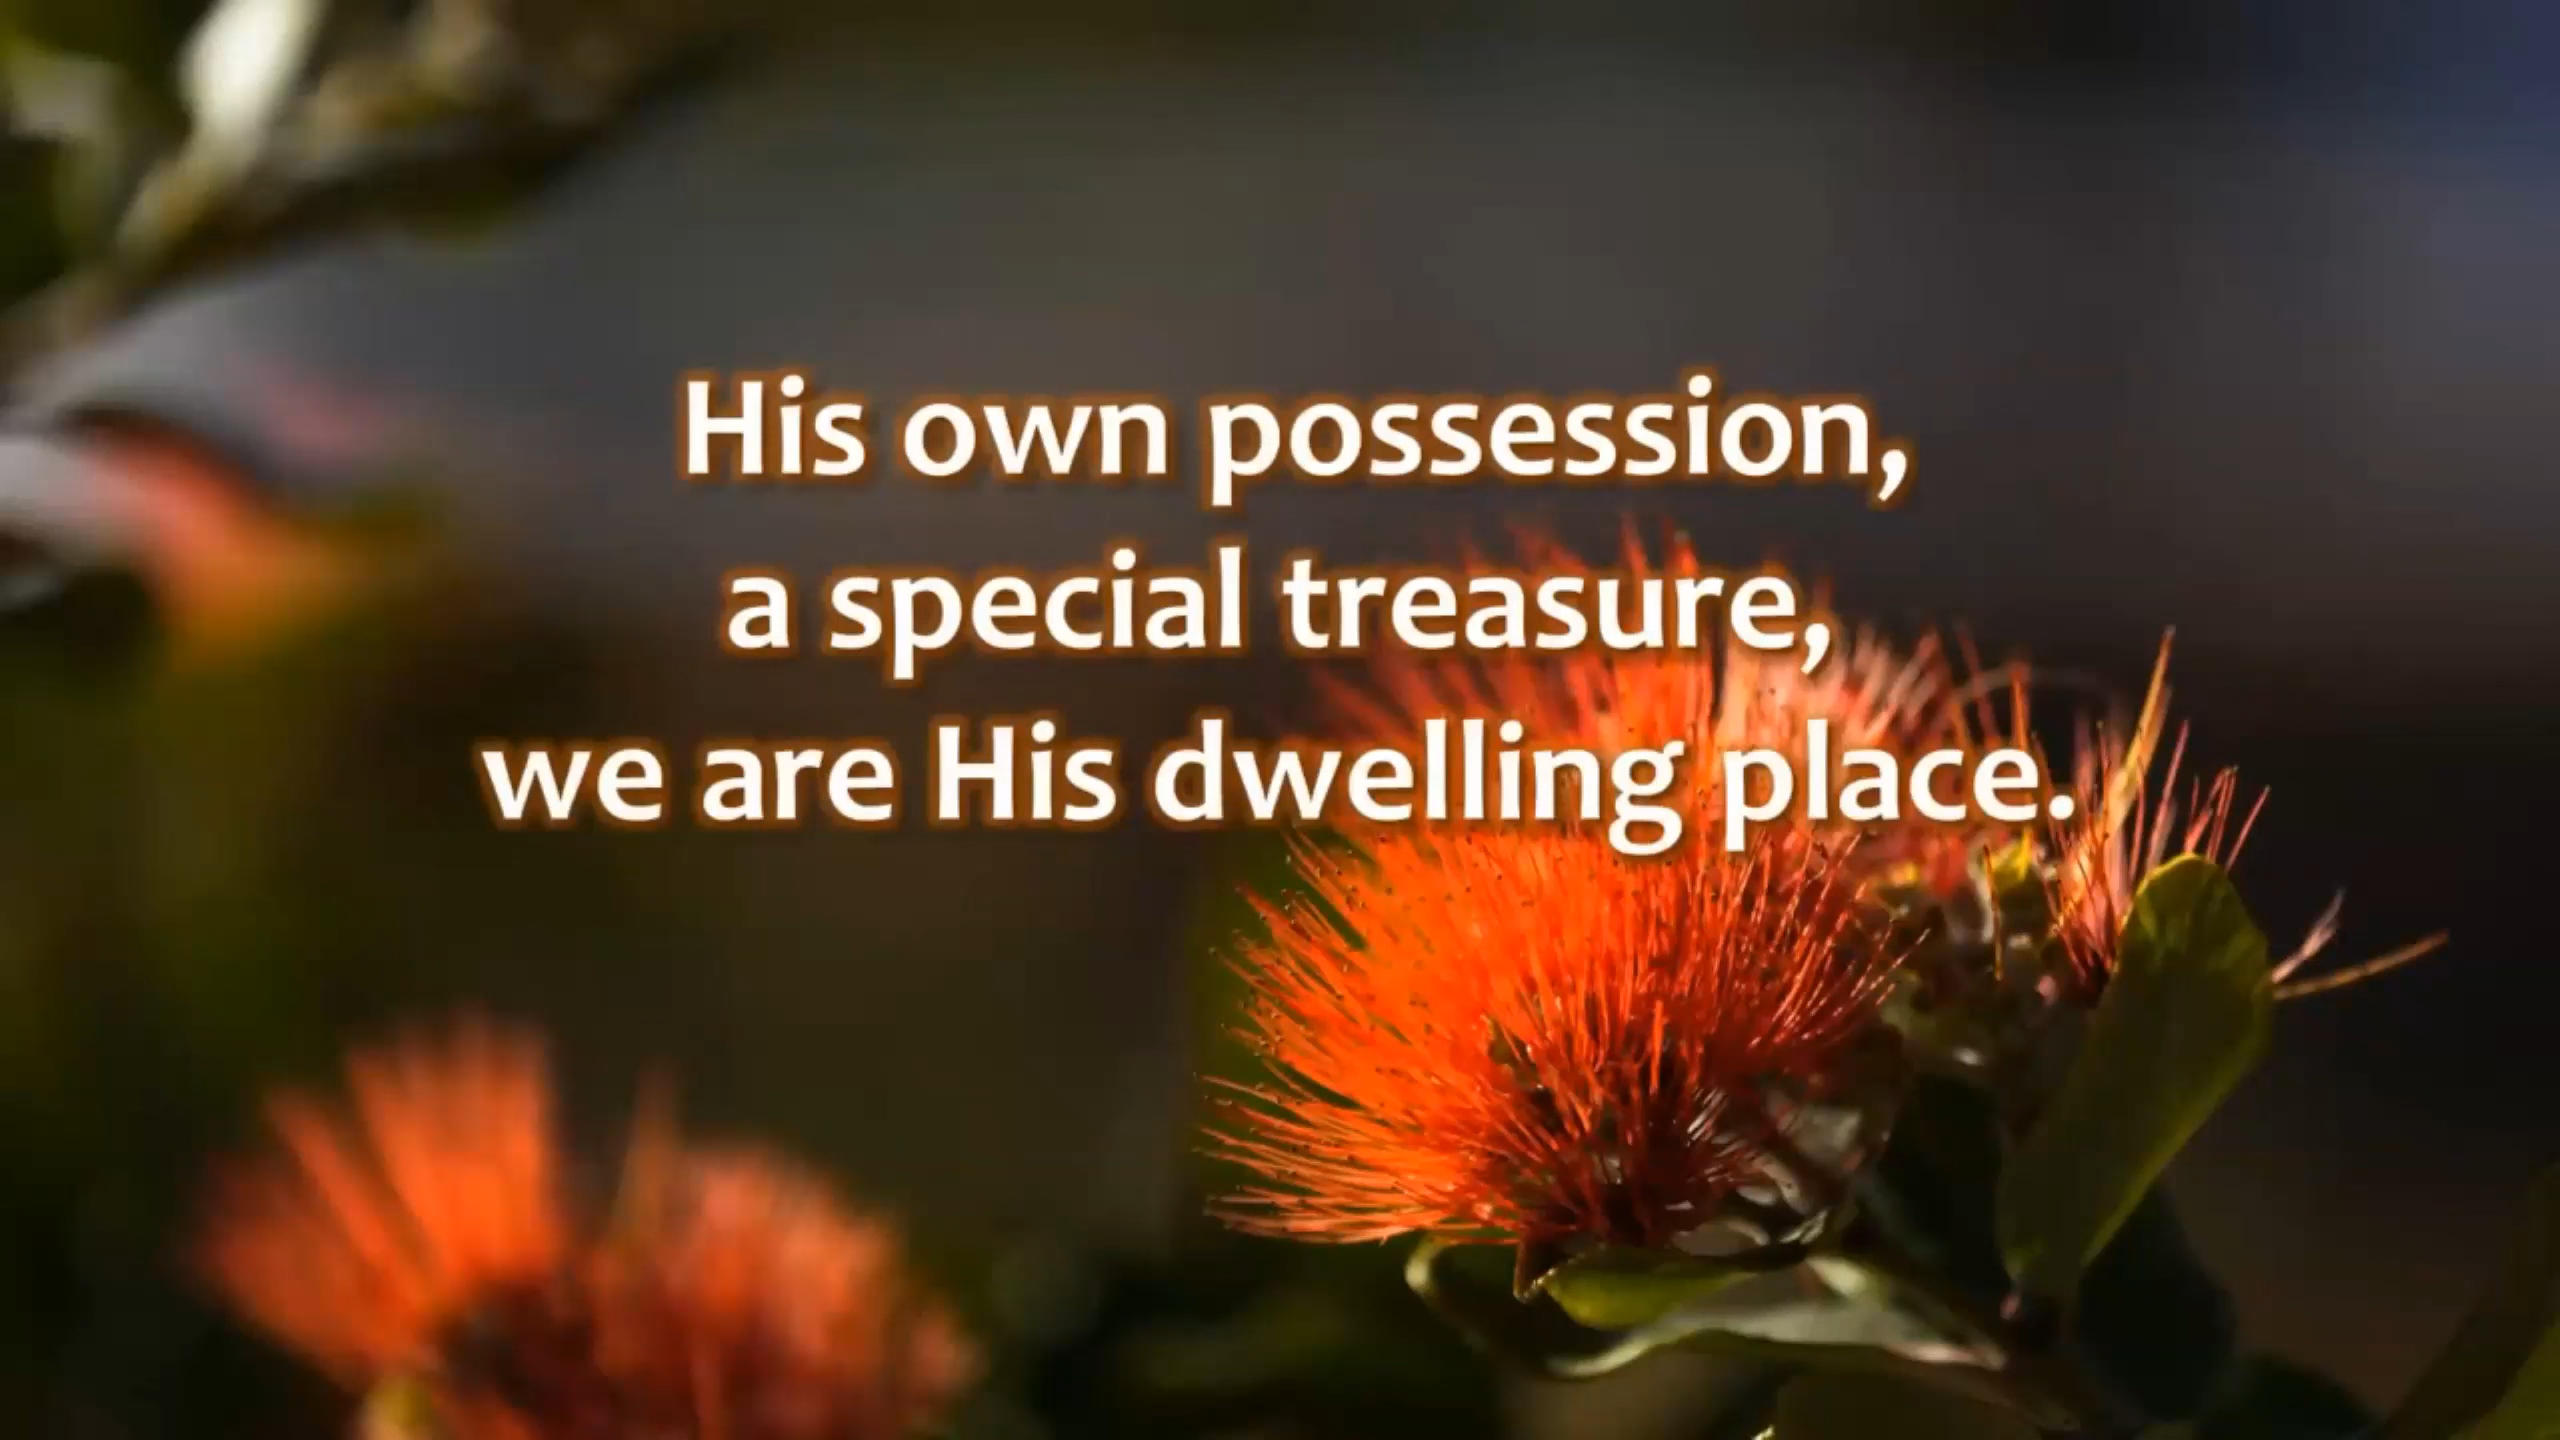 His own possession,
a special treasure,
we are His dwelling place.